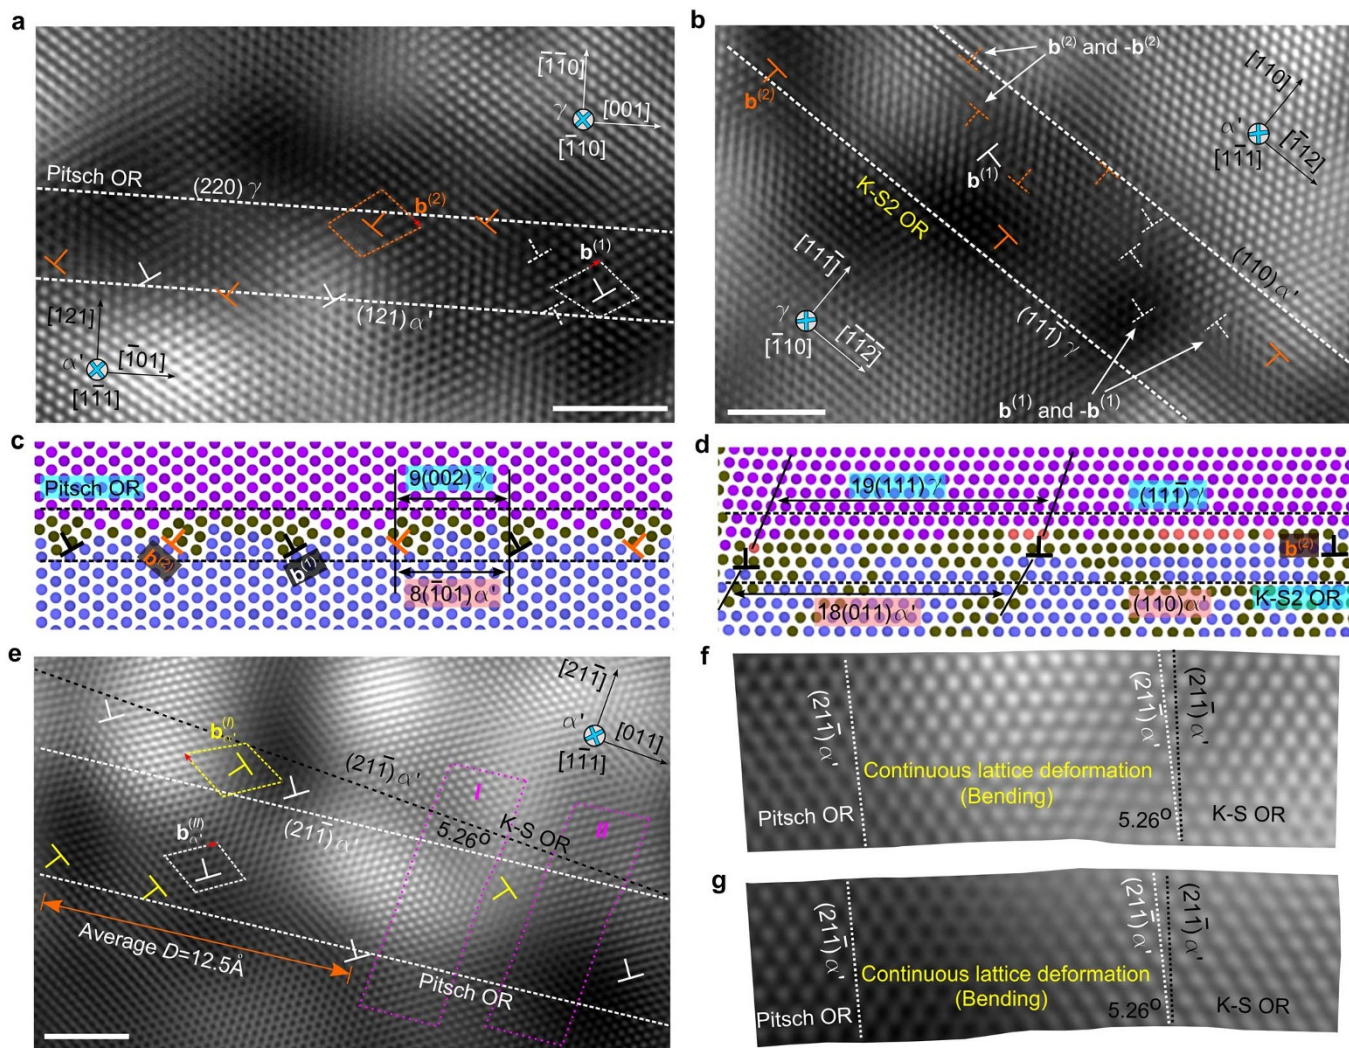 a
[1̅1̅0]
γ
[001]
[1̅10]
Pitsch OR
(220) γ
b⁽²⁾
b⁽¹⁾
[121]
(121) α'
α'
[1̅01]
[11̅1]
b
b⁽²⁾ and -b⁽²⁾
b⁽²⁾
[110]
α'
[1̅12]
[11̅1]
b⁽¹⁾
K-S2 OR
[111̅]
(110) α'
γ
(111̅) γ
[1̅10]
[1̅12̅]
b⁽¹⁾ and -b⁽¹⁾
c
9(002) γ
Pitsch OR
b⁽²⁾
b⁽¹⁾
8(1̅01) α'
d
19(111) γ
(111̅) γ
b⁽²⁾
18(011) α'
(110) α'
K-S2 OR
e
[211̅]
α'
[011]
[11̅1]
b_α'⁽ᴵ⁾
(211̅) α'
I
(211̅) α'
5.26°
K-S OR
II
b_α'⁽ᴵᴵ⁾
Average D=12.5Å
Pitsch OR
f
(211̅) α'
(211̅) α'
(211̅) α'
Continuous lattice deformation
(Bending)
Pitsch OR
5.26°
K-S OR
g
(211̅) α'
(211̅) α'
(211̅) α'
Continuous lattice deformation
(Bending)
Pitsch OR
5.26°
K-S OR